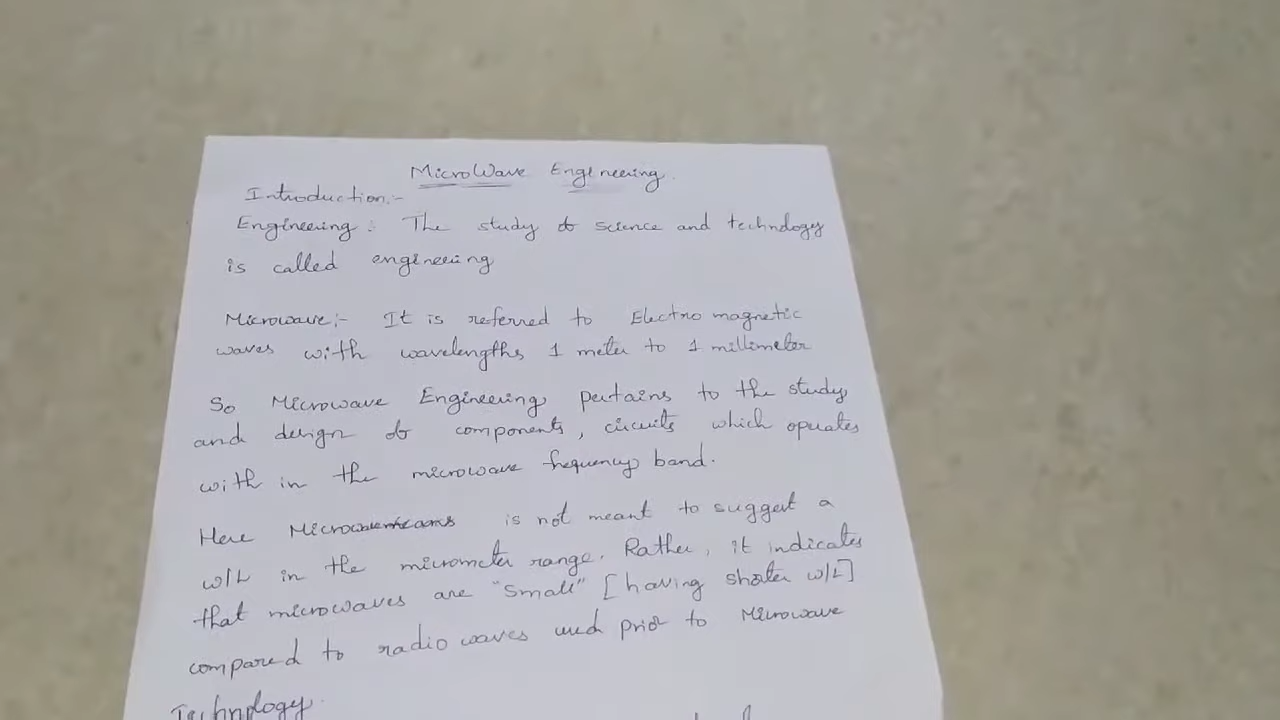 MicroWave Engineering.
Introduction:-
Engineering: The study of science and technology
is called engineering
Microwave:- It is referred to Electro magnetic
waves with wavelengths 1 meter to 1 millimeter
So Microwave Engineering pertains to the study
and design of components, circuits which operates
with in the microwave frequency band.
Here is not meant to suggest a
w/L in the micrometer range. Rather, it indicates
that microwaves are "small" [having shoter w/L]
compared to radio waves used prior to Microwave
Technology.